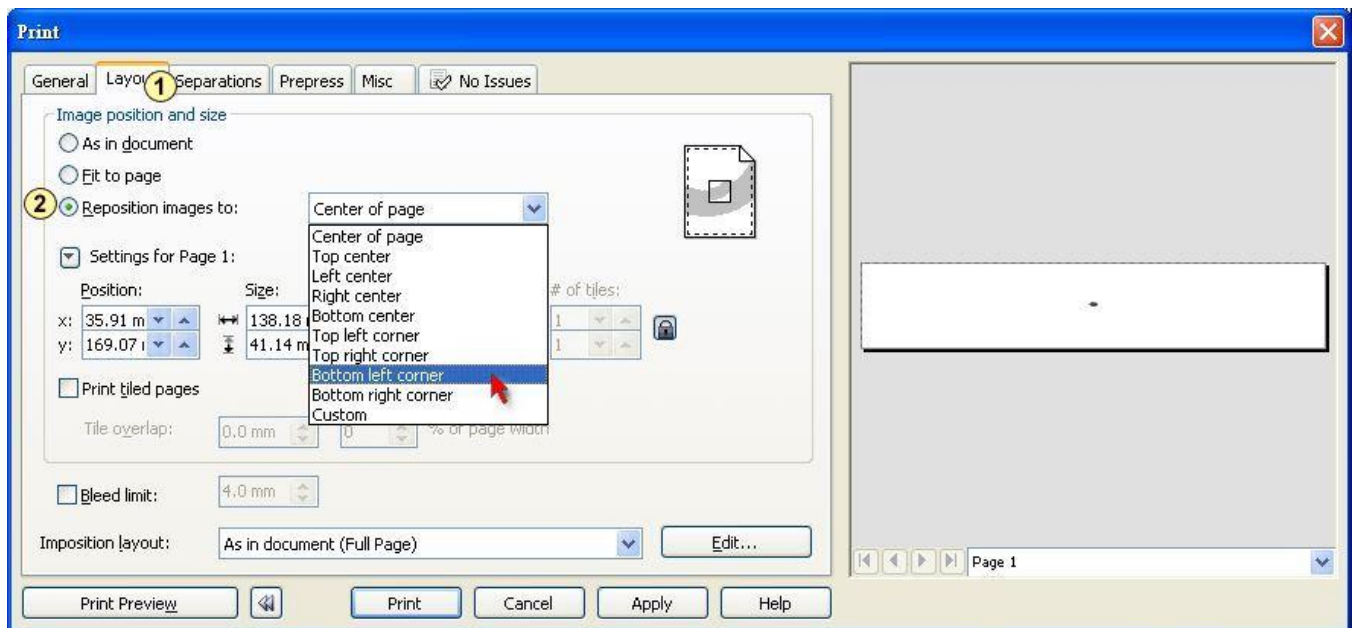 Print
General Layou 1 Separations Prepress Misc No Issues
Image position and size
As in document
Fit to page
2 Reposition images to: Center of page
Center of page
Top center
Left center
Right center
Bottom center
Top left corner
Top right corner
Bottom left corner
Bottom right corner
Custom
Settings for Page 1:
Position: Size: # of tiles:
x: 35.91 m 138.18 1
y: 169.07 41.14 m 1
Print tiled pages
Tile overlap: 0.0 mm 0 % of page width
Bleed limit: 4.0 mm
Imposition layout: As in document (Full Page) Edit...
Page 1
Print Preview Print Cancel Apply Help